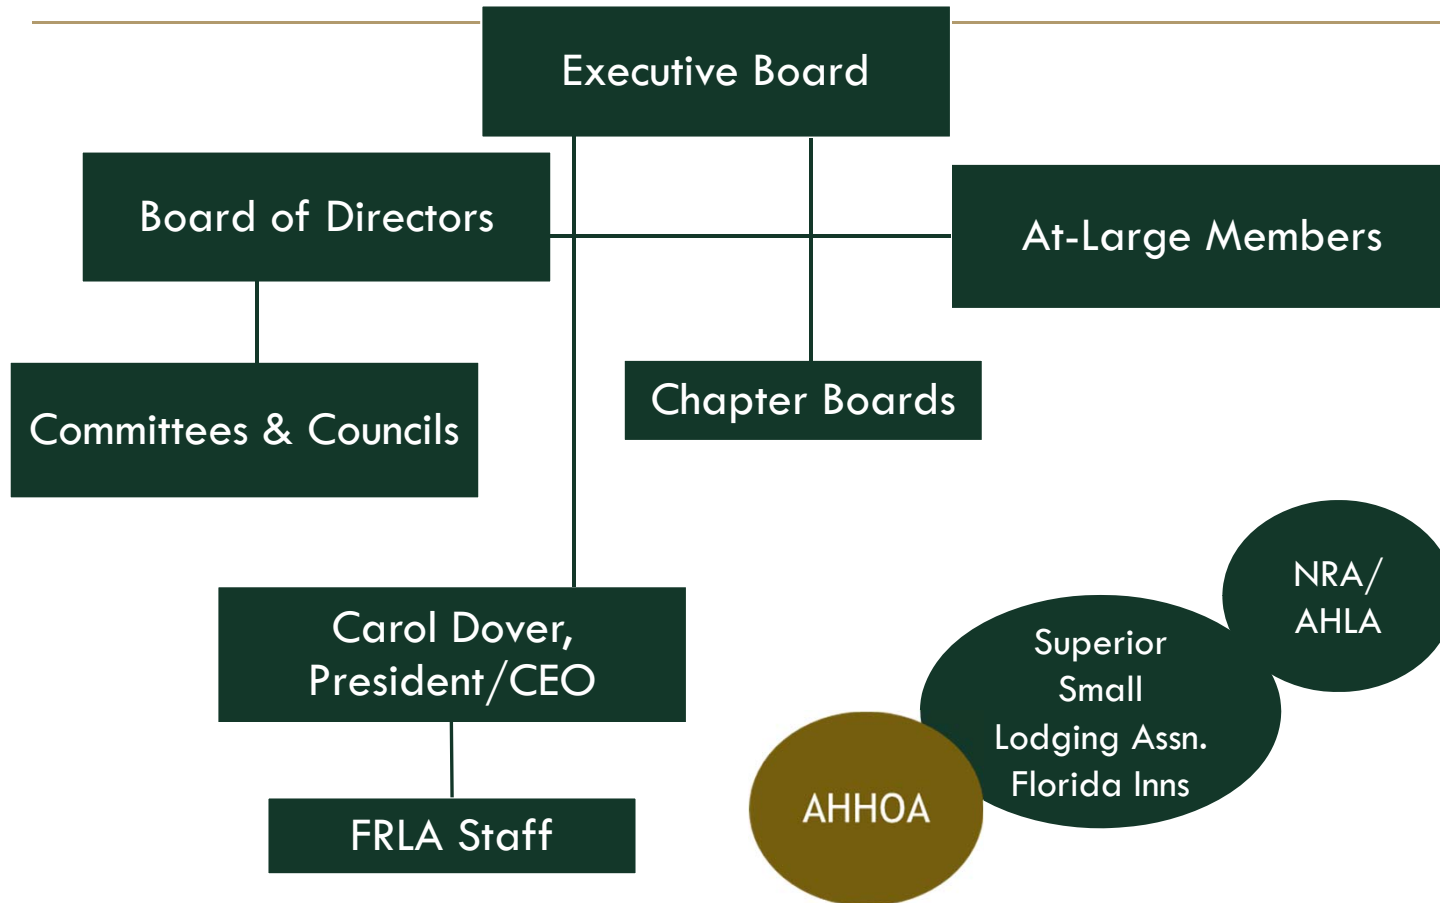 Executive Board
Board of Directors
At-Large Members
Committees & Councils
Chapter Boards
Carol Dover,
President/CEO
FRLA Staff
NRA/
AHLA
Superior
Small
Lodging Assn.
Florida Inns
AHHOA